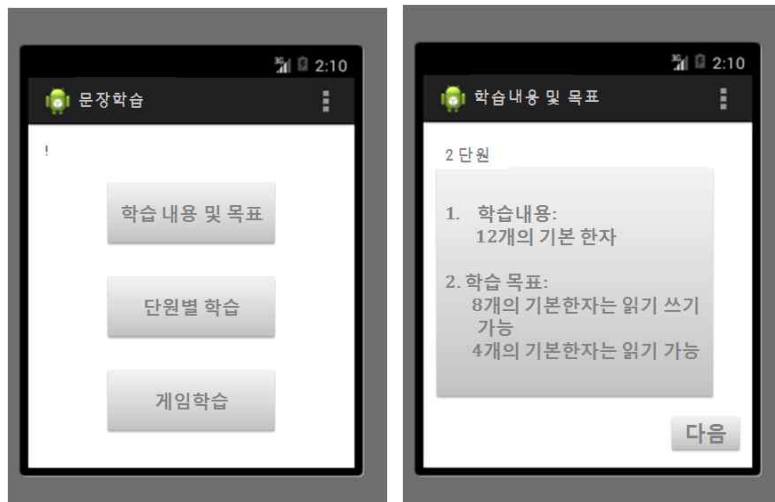 3G 2:10
문장학습
!
학습 내용 및 목표
단원별 학습
게임학습
3G 2:10
학습내용 및 목표
2 단원
1. 학습내용:
12개의 기본 한자
2. 학습 목표:
8개의 기본한자는 읽기 쓰기
가능
4개의 기본한자는 읽기 가능
다음